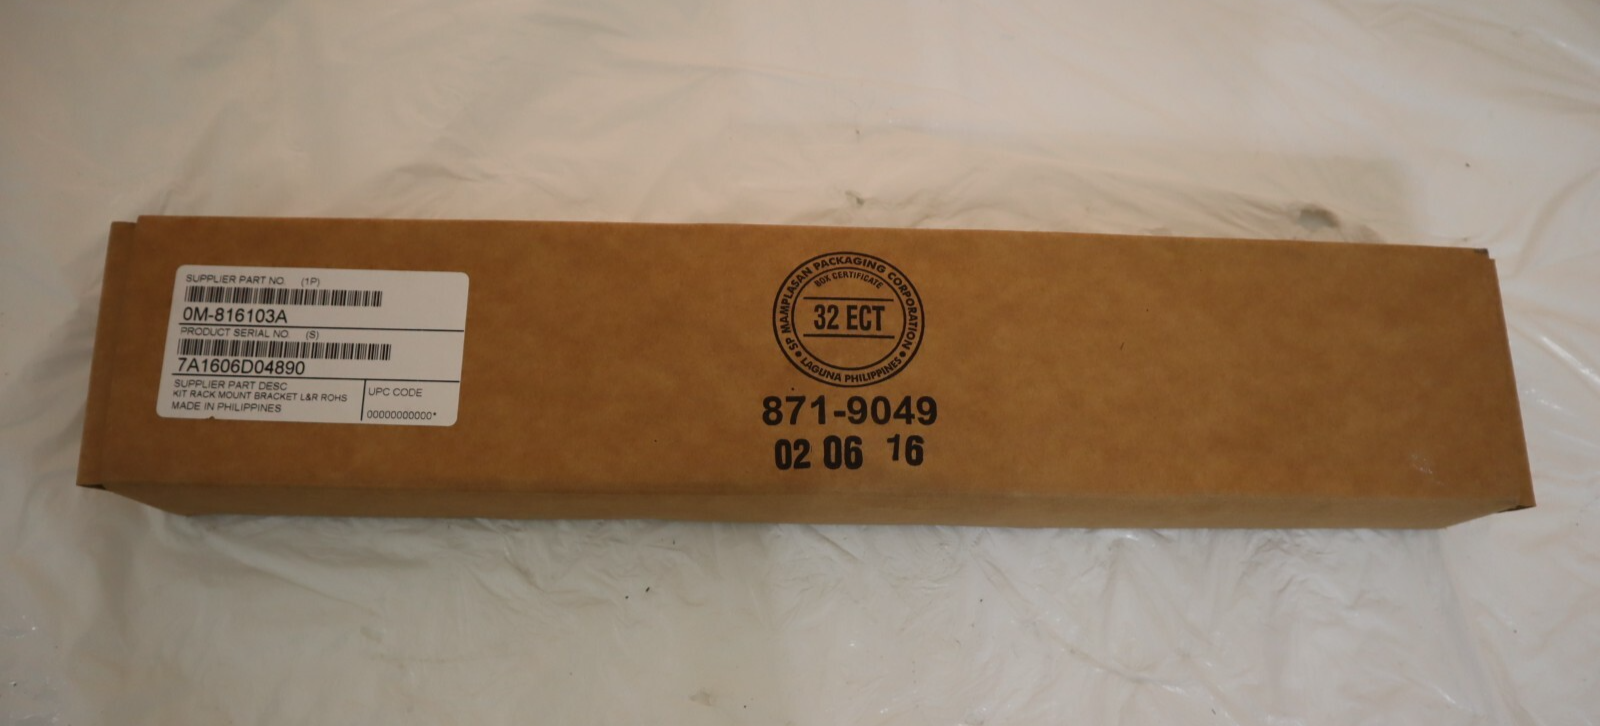 SUPPLIER PART NO. (1P)
0M-816103A
PRODUCT SERIAL NO. (S)
7A1606D04890
SUPPLIER PART DESC
KIT RACK MOUNT BRACKET L&R ROHS
MADE IN PHILIPPINES
UPC CODE
00000000000*
SP MAMPLASAN PACKAGING CORPORATION
BOX CERTIFICATE
32 ECT
LAGUNA PHILIPPINES
871-9049
02 06 16